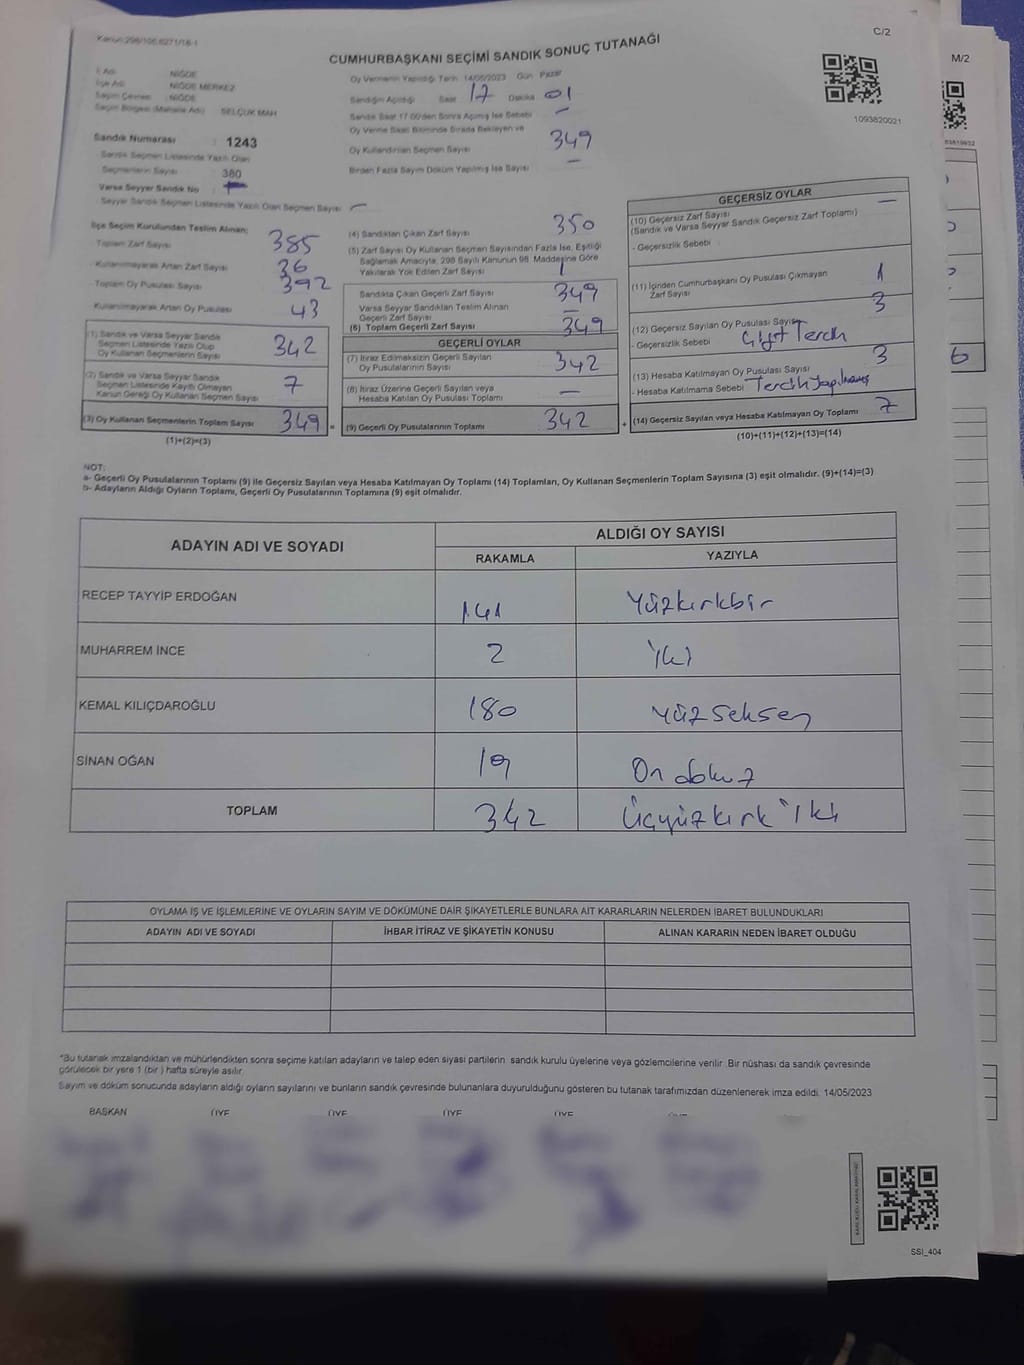 Kanun:298/106,6271/16-1
C/2
CUMHURBAŞKANI SEÇİMİ SANDIK SONUÇ TUTANAĞI
M/2
İl Adı NİĞDE
İlçe Adı NİĞDE MERKEZ
Seçim Çevresi : NİĞDE
Seçim Bölgesi (Mahalle Adı) SELÇUK MAH
Sandık Numarası : 1243
Sandık Seçmen Listesinde Yazılı Olan
Seçmenlerin Sayısı : 380
Varsa Seyyar Sandık No
Seyyar Sandık Seçmen Listesinde Yazılı Olan Seçmen Sayısı —
Oy Vermenin Yapıldığı Tarih 14/05/2023 Gün Pazar
Sandığın Açıldığı Saat 17 Dakika 01
Sandık Saat 17.00'den Sonra Açılmış İse Sebebi —
Oy Verme Saati Bitiminde Sırada Bekleyen ve
Oy Kullandırılan Seçmen Sayısı 349
Birden Fazla Sayım Döküm Yapılmış İse Sayısı —
1093820021
İlçe Seçim Kurulundan Teslim Alınan;
Toplam Zarf Sayısı 385
- Kullanılmayarak Artan Zarf Sayısı 36
- Toplam Oy Pusulası Sayısı 392
- Kullanılmayarak Artan Oy Pusulası 43
(1) Sandık ve Varsa Seyyar Sandık
Seçmen Listesinde Yazılı Olup
Oy Kullanan Seçmenlerin Sayısı 342
(2) Sandık ve Varsa Seyyar Sandık
Seçmen Listesinde Kayıtlı Olmayan
Kanun Gereği Oy Kullanan Seçmen Sayısı 7
(3) Oy Kullanan Seçmenlerin Toplam Sayısı 349
(1)+(2)=(3)
(4) Sandıktan Çıkan Zarf Sayısı 350
(5) Zarf Sayısı Oy Kullanan Seçmen Sayısından Fazla İse, Eşitliği
Sağlamak Amacıyla, 298 Sayılı Kanunun 98. Maddesine Göre
Yakılarak Yok Edilen Zarf Sayısı 1
Sandıkta Çıkan Geçerli Zarf Sayısı 349
Varsa Seyyar Sandıktan Teslim Alınan
Geçerli Zarf Sayısı —
(6) Toplam Geçerli Zarf Sayısı 349
GEÇERLİ OYLAR
(7) İtiraz Edilmeksizin Geçerli Sayılan
Oy Pusulalarının Sayısı 342
(8) İtiraz Üzerine Geçerli Sayılan veya
Hesaba Katılan Oy Pusulası Toplamı —
(9) Geçerli Oy Pusulalarının Toplamı 342
GEÇERSİZ OYLAR
(10) Geçersiz Zarf Sayısı —
(Sandık ve Varsa Seyyar Sandık Geçersiz Zarf Toplamı)
- Geçersizlik Sebebi
(11) İçinden Cumhurbaşkanı Oy Pusulası Çıkmayan
Zarf Sayısı 1
(12) Geçersiz Sayılan Oy Pusulası Sayısı 3
- Geçersizlik Sebebi Çift Tercih
(13) Hesaba Katılmayan Oy Pusulası Sayısı 3
- Hesaba Katılmama Sebebi Tercih Yapılmamış
(14) Geçersiz Sayılan veya Hesaba Katılmayan Oy Toplamı 7
(10)+(11)+(12)+(13)=(14)
6
NOT:
a- Geçerli Oy Pusulalarının Toplamı (9) ile Geçersiz Sayılan veya Hesaba Katılmayan Oy Toplamı (14) Toplamları, Oy Kullanan Seçmenlerin Toplam Sayısına (3) eşit olmalıdır. (9)+(14)=(3)
b- Adayların Aldığı Oyların Toplamı, Geçerli Oy Pusulalarının Toplamına (9) eşit olmalıdır.
ADAYIN ADI VE SOYADI ALDIĞI OY SAYISI
RAKAMLA YAZIYLA
RECEP TAYYİP ERDOĞAN 141 Yüzkırkbir
MUHARREM İNCE 2 İki
KEMAL KILIÇDAROĞLU 180 Yüzseksen
SİNAN OĞAN 19 On dokuz
TOPLAM 342 Üçyüzkırk iki
OYLAMA İŞ VE İŞLEMLERİNE VE OYLARIN SAYIM VE DÖKÜMÜNE DAİR ŞİKAYETLERLE BUNLARA AİT KARARLARIN NELERDEN İBARET BULUNDUKLARI
ADAYIN ADI VE SOYADI İHBAR İTİRAZ VE ŞİKAYETİN KONUSU ALINAN KARARIN NEDEN İBARET OLDUĞU
*Bu tutanak imzalandıktan ve mühürlendikten sonra seçime katılan adayların ve talep eden siyasi partilerin sandık kurulu üyelerine veya gözlemcilerine verilir. Bir nüshası da sandık çevresinde
görülecek bir yere 1 (bir ) hafta süreyle asılır.
Sayım ve döküm sonucunda adayların aldığı oyların sayılarını ve bunların sandık çevresinde bulunanlara duyurulduğunu gösteren bu tutanak tarafımızdan düzenlenerek imza edildi. 14/05/2023
BAŞKAN ÜYE ÜYE ÜYE ÜYE ÜYE
SSI_404